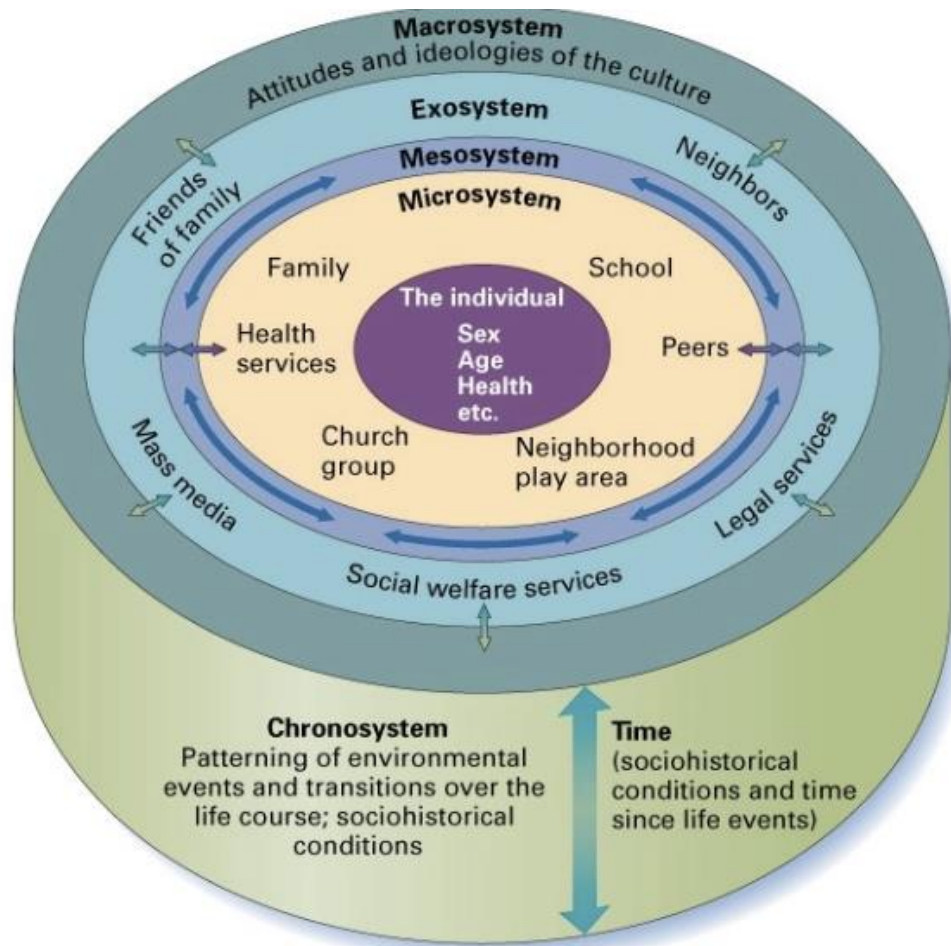 Macrosystem
Attitudes and ideologies of the culture
Exosystem
Mesosystem
Microsystem
Friends
of family
Neighbors
Family
School
The individual
Sex
Age
Health
etc.
Health
services
Peers
Church
group
Neighborhood
play area
Mass media
Legal services
Social welfare services
Chronosystem
Patterning of environmental
events and transitions over the
life course; sociohistorical
conditions
Time
(sociohistorical
conditions and time
since life events)